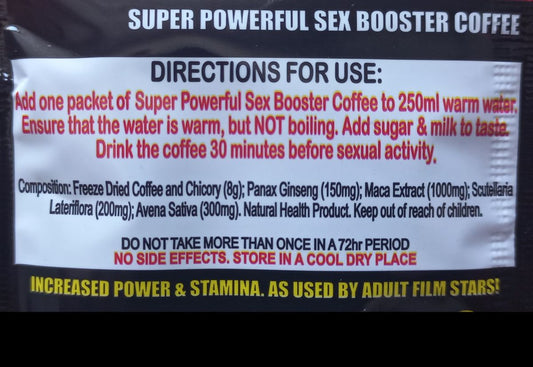 SUPER POWERFUL SEX BOOSTER COFFEE
DIRECTIONS FOR USE:
Add one packet of Super Powerful Sex Booster Coffee to 250ml warm water.
Ensure that the water is warm, but NOT boiling. Add sugar & milk to taste.
Drink the coffee 30 minutes before sexual activity.
Composition: Freeze Dried Coffee and Chicory (8g); Panax Ginseng (150mg); Maca Extract (1000mg); Scutellaria
Lateriflora (200mg); Avena Sativa (300mg). Natural Health Product. Keep out of reach of children.
DO NOT TAKE MORE THAN ONCE IN A 72hr PERIOD
NO SIDE EFFECTS. STORE IN A COOL DRY PLACE
INCREASED POWER & STAMINA. AS USED BY ADULT FILM STARS!